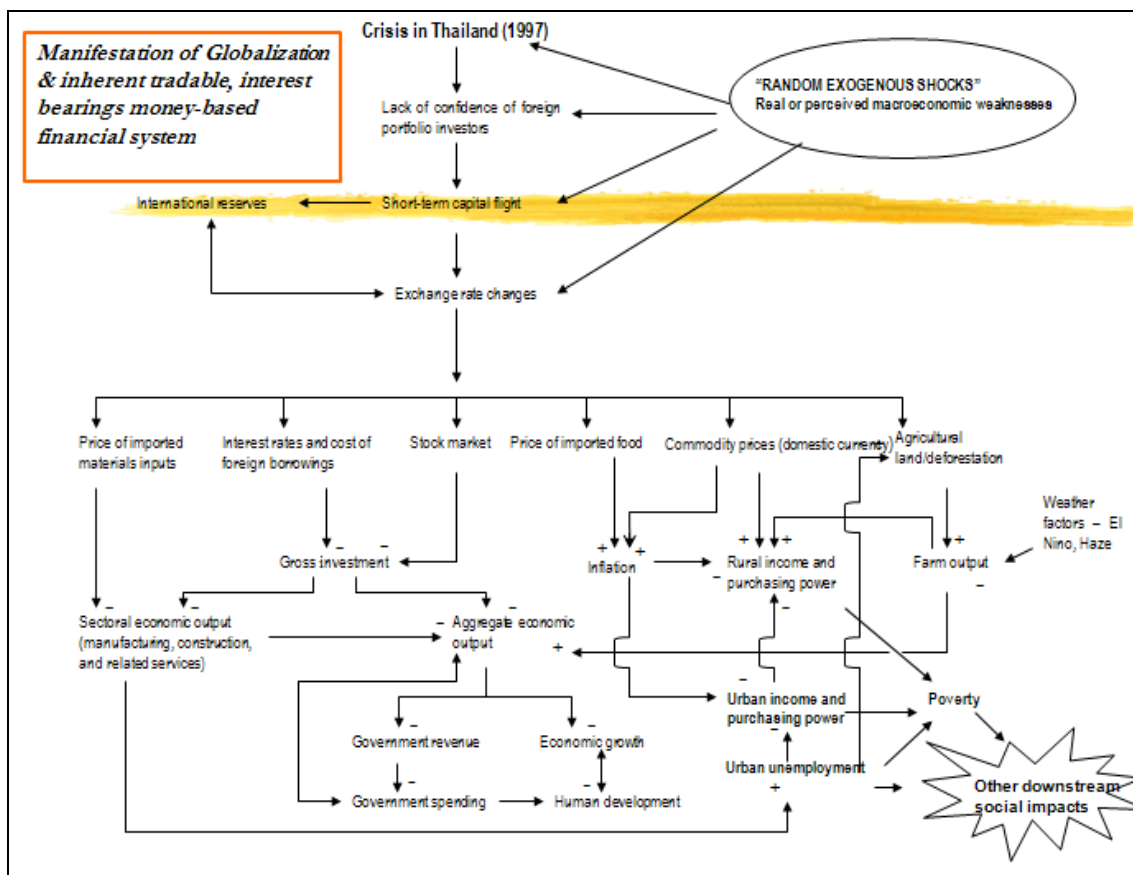 Crisis in Thailand (1997)
Manifestation of Globalization
& inherent tradable, interest
bearings money-based
financial system
“RANDOM EXOGENOUS SHOCKS”
Real or perceived macroeconomic weaknesses
Lack of confidence of foreign
portfolio investors
International reserves
Short-term capital flight
Exchange rate changes
Price of imported
materials inputs
Interest rates and cost of
foreign borrowings
Stock market
Price of imported food
Commodity prices (domestic currency)
Agricultural
land/deforestation
Weather
factors – El
Nino, Haze
– –
Gross investment
+ +
Inflation
+ +
– Rural income and
purchasing power
+
Farm output
–
– –
Sectoral economic output
(manufacturing, construction,
and related services)
– – –
Aggregate economic
output
+
–
–
Urban income and
purchasing power
–
Poverty
–
Government revenue
–
Economic growth
Urban unemployment
+
–
Government spending
–
Human development
Other downstream
social impacts